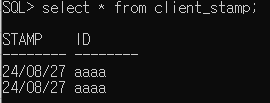 SQL> select * from client_stamp;
STAMP    ID
-------- --------
24/08/27 aaaa
24/08/27 aaaa